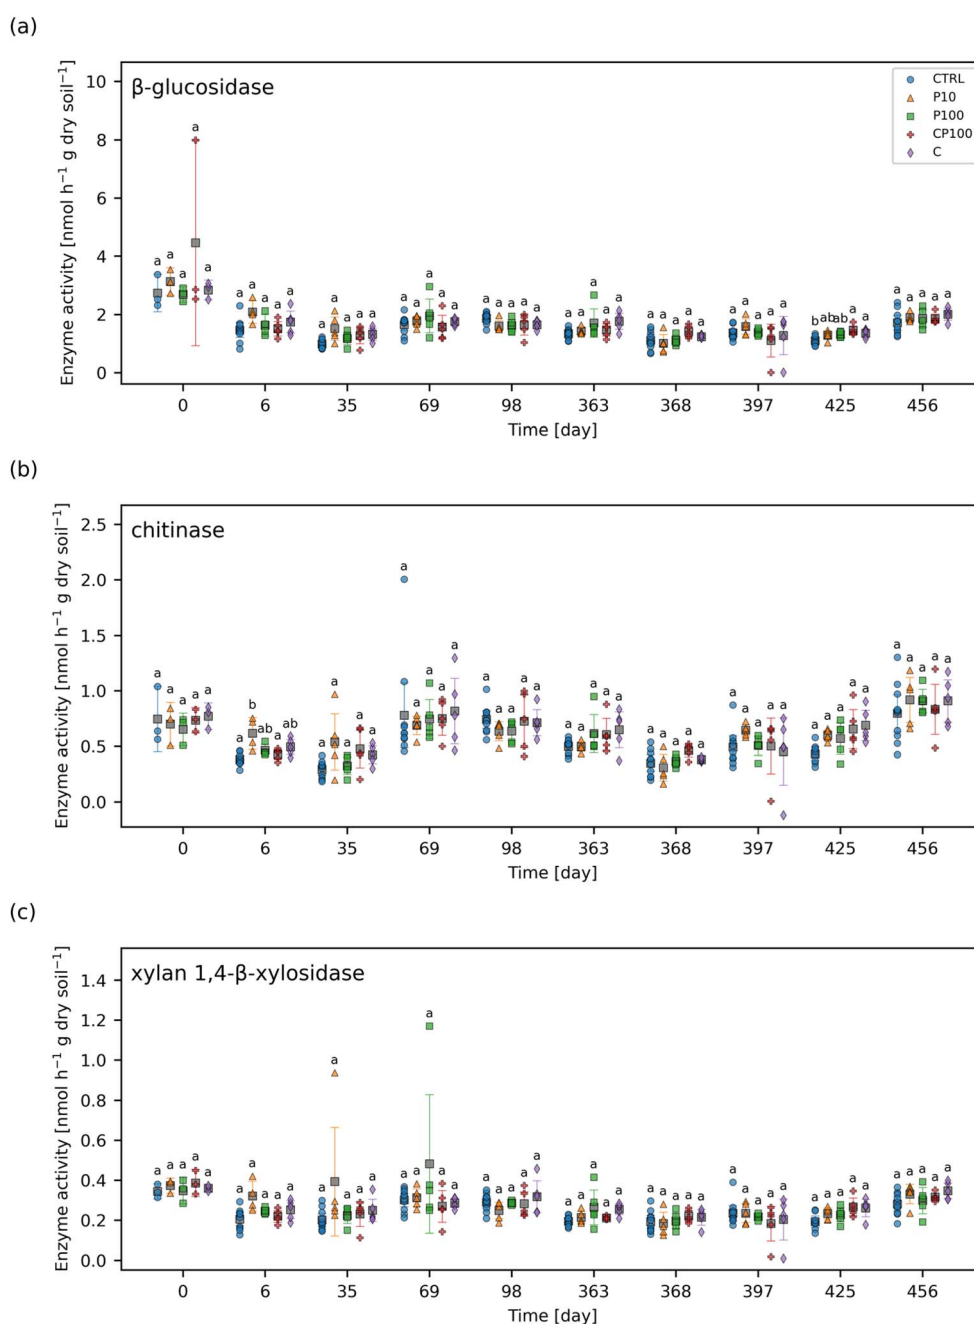 (a)
β-glucosidase
CTRL
P10
P100
CP100
C
Enzyme activity [nmol h⁻¹ g dry soil⁻¹]
10
8
6
4
2
0
a a a a a a a a a a a a a a a a a a a a a a a a a a a a a a a a a a a a a a a a b ab ab a a a a a a a
0 6 35 69 98 363 368 397 425 456
Time [day]
(b)
chitinase
Enzyme activity [nmol h⁻¹ g dry soil⁻¹]
2.5
2.0
1.5
1.0
0.5
0.0
a a a a a a b ab a ab a a a a a a a a a a a a a a a a a a a a a a a a a a a a a a a a a a a a a a a a
0 6 35 69 98 363 368 397 425 456
Time [day]
(c)
xylan 1,4-β-xylosidase
Enzyme activity [nmol h⁻¹ g dry soil⁻¹]
1.4
1.2
1.0
0.8
0.6
0.4
0.2
0.0
a a a a a a a a a a a a a a a a a a a a a a a a a a a a a a a a a a a a a a a a a a a a a a a a a a
0 6 35 69 98 363 368 397 425 456
Time [day]